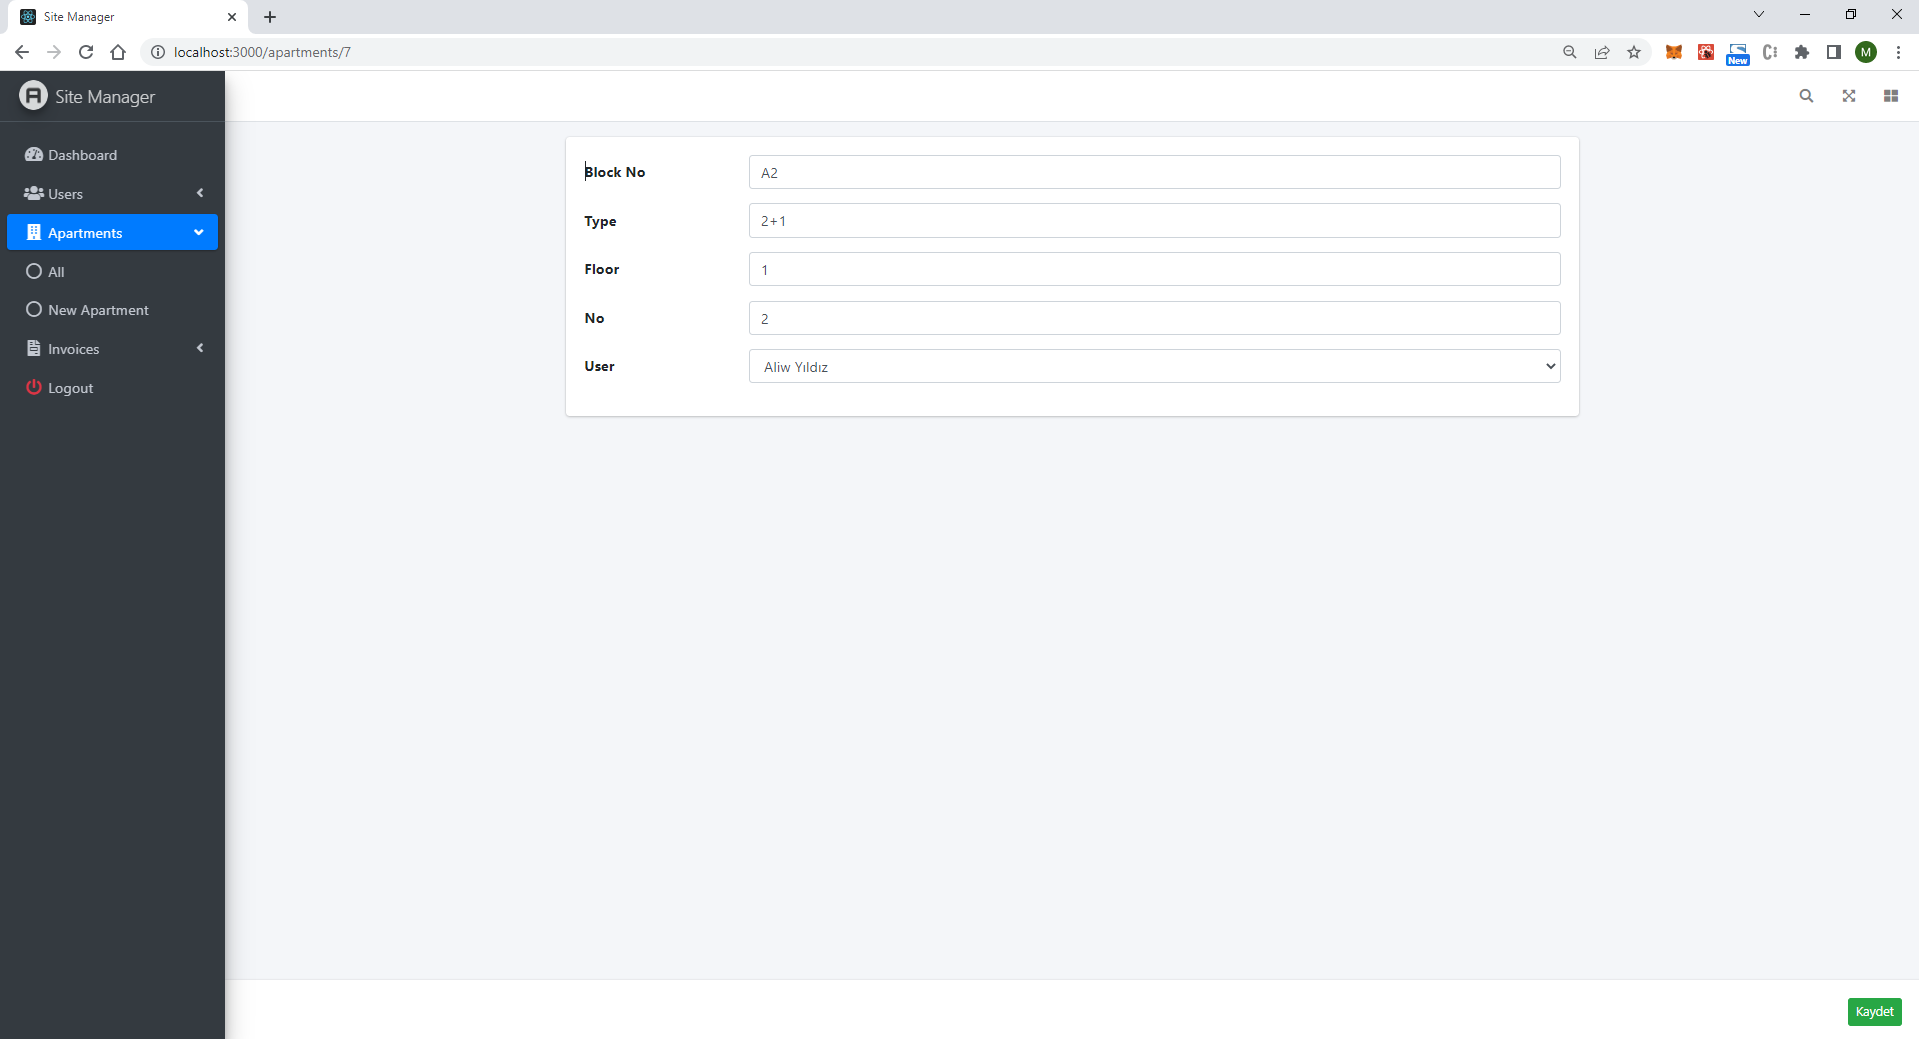 Site Manager
localhost:3000/apartments/7
New
M
A Site Manager
Dashboard
Users
Apartments
All
New Apartment
Invoices
Logout
Block No A2
Type 2+1
Floor 1
No 2
User Aliw Yıldız
Kaydet